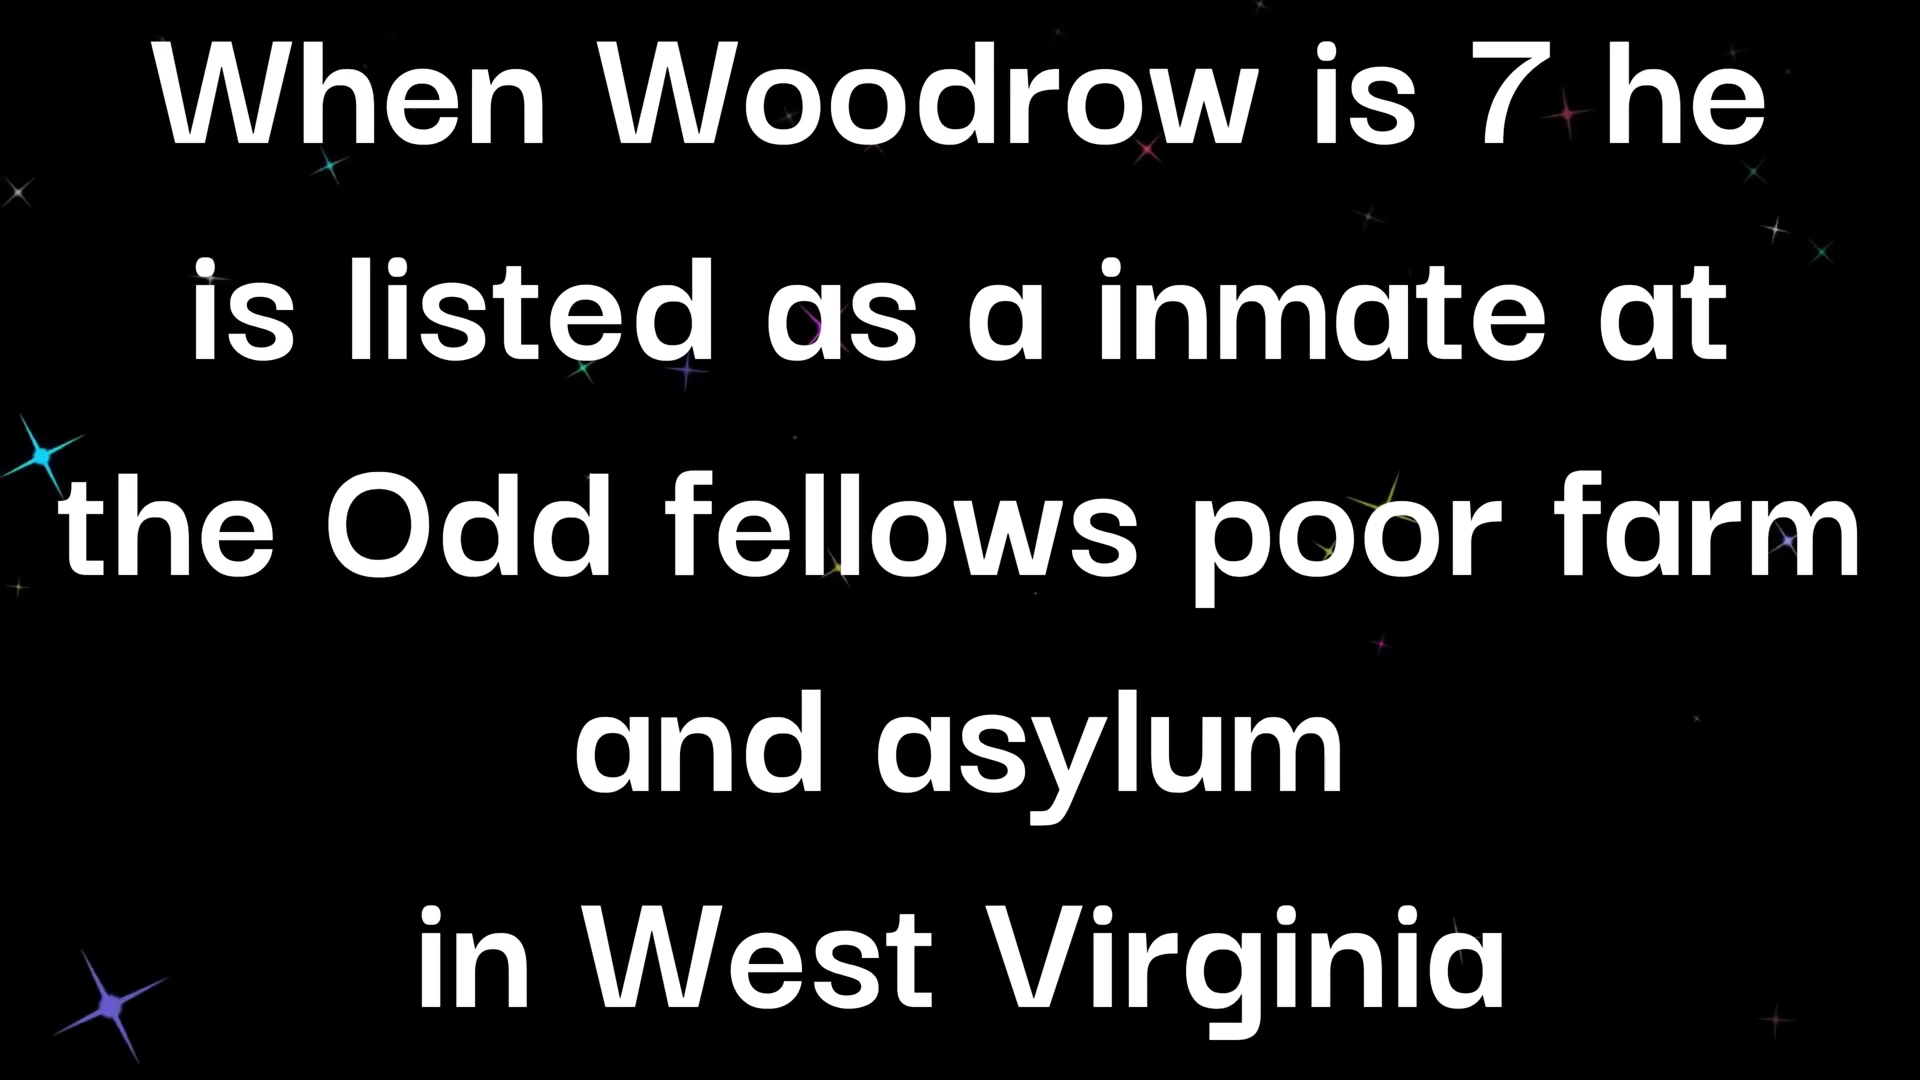 When Woodrow is 7 he
is listed as a inmate at
the Odd fellows poor farm
and asylum
in West Virginia